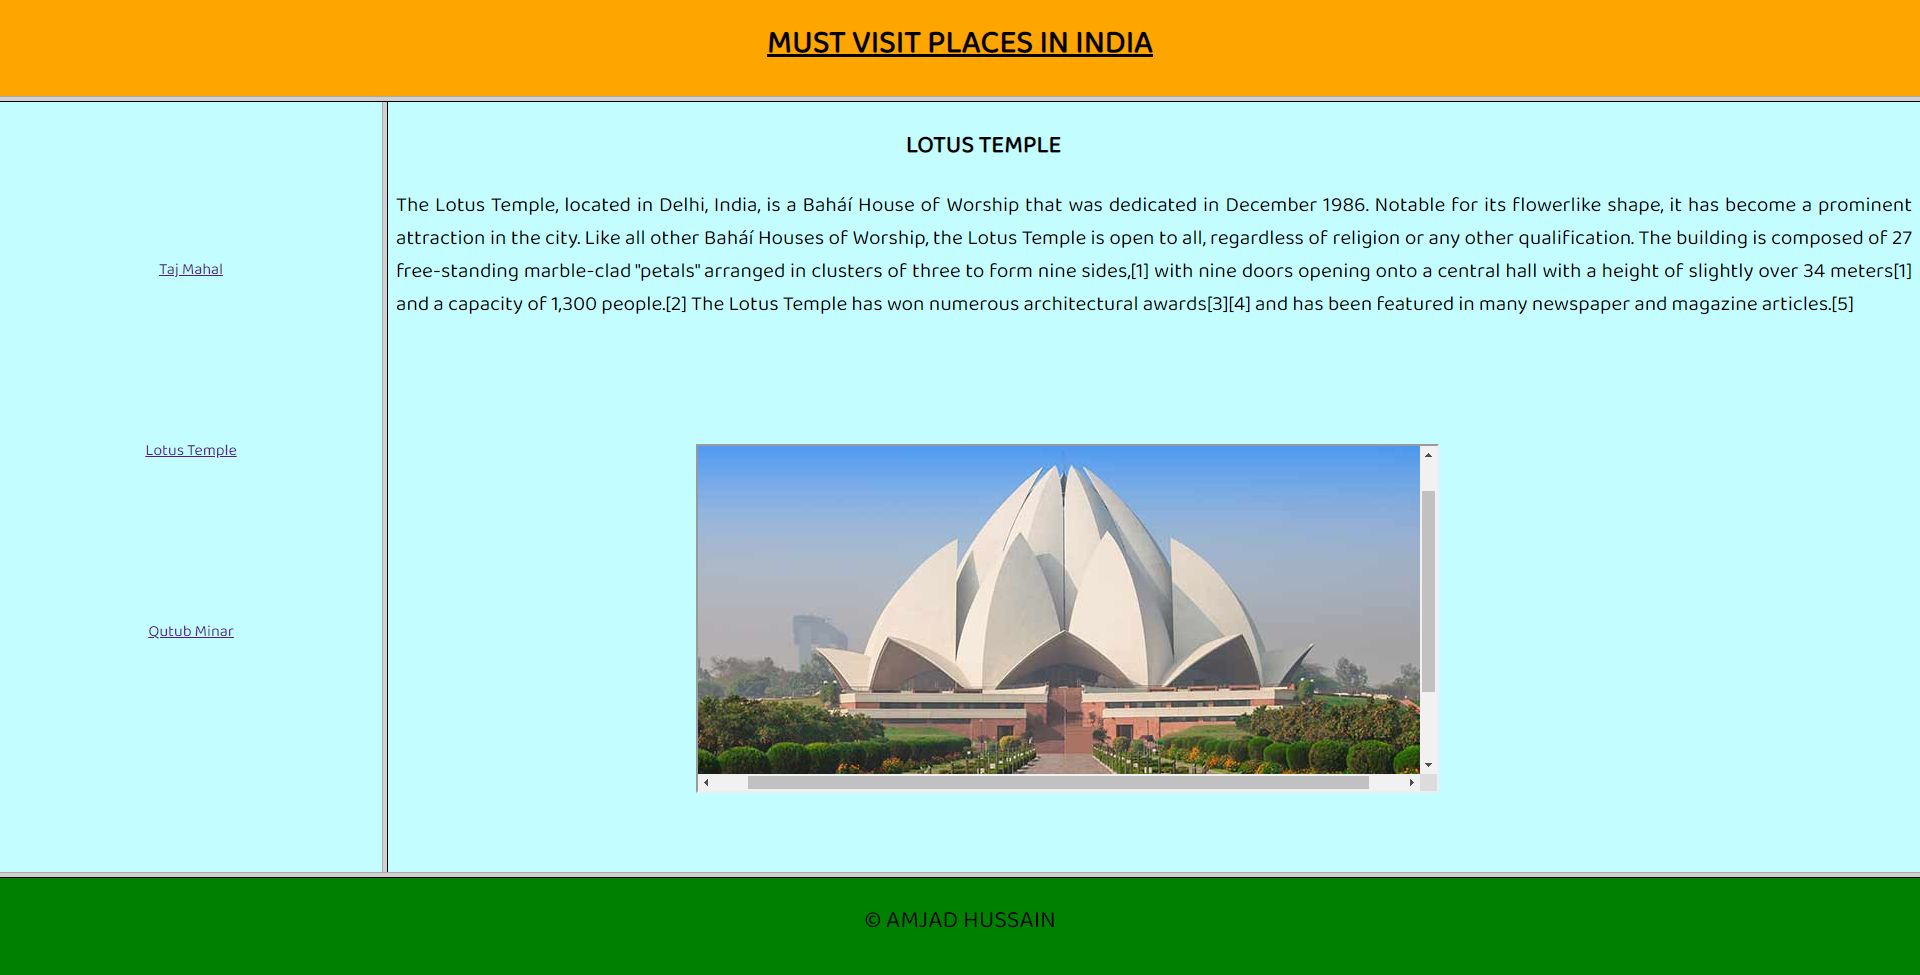 MUST VISIT PLACES IN INDIA
Taj Mahal
Lotus Temple
Qutub Minar
LOTUS TEMPLE
The Lotus Temple, located in Delhi, India, is a Baháí House of Worship that was dedicated in December 1986. Notable for its flowerlike shape, it has become a prominent
attraction in the city. Like all other Baháí Houses of Worship, the Lotus Temple is open to all, regardless of religion or any other qualification. The building is composed of 27
free-standing marble-clad "petals" arranged in clusters of three to form nine sides,[1] with nine doors opening onto a central hall with a height of slightly over 34 meters[1]
and a capacity of 1,300 people.[2] The Lotus Temple has won numerous architectural awards[3][4] and has been featured in many newspaper and magazine articles.[5]
© AMJAD HUSSAIN